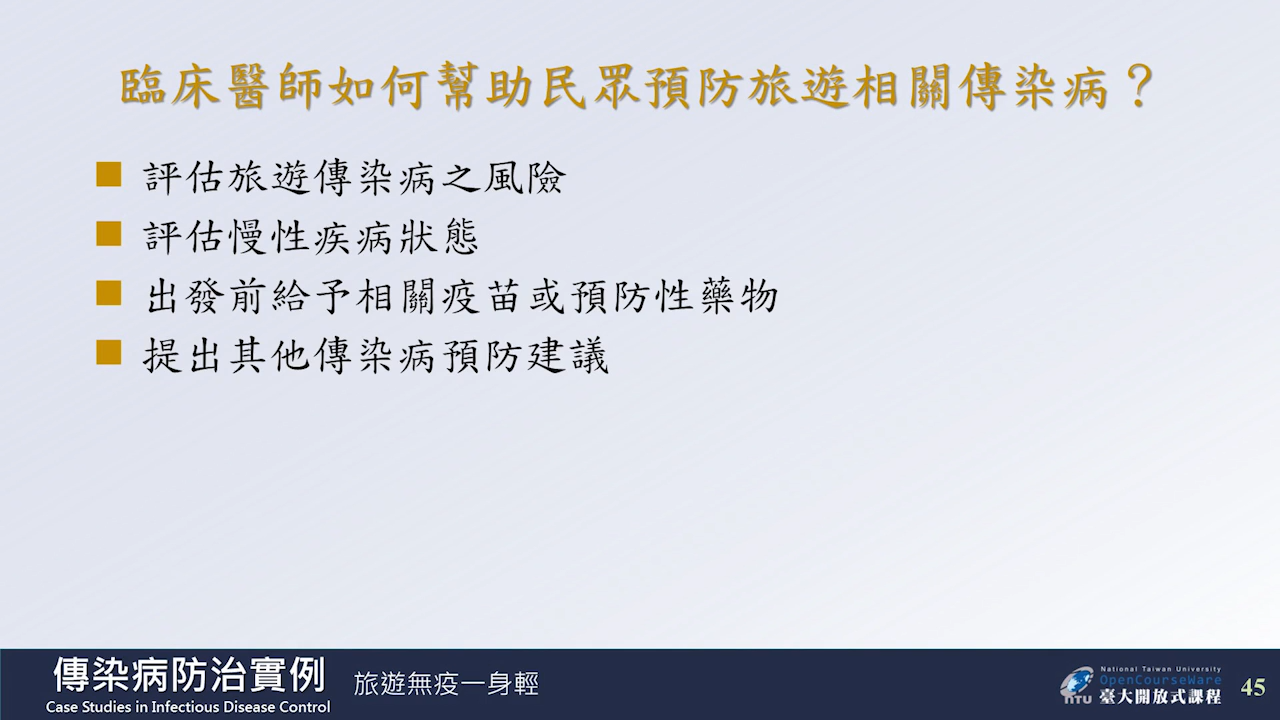 臨床醫師如何幫助民眾預防旅遊相關傳染病？
評估旅遊傳染病之風險
評估慢性疾病狀態
出發前給予相關疫苗或預防性藥物
提出其他傳染病預防建議
傳染病防治實例
Case Studies in Infectious Disease Control
旅遊無疫一身輕
National Taiwan University
OpenCourseWare
NTU 臺大開放式課程
45